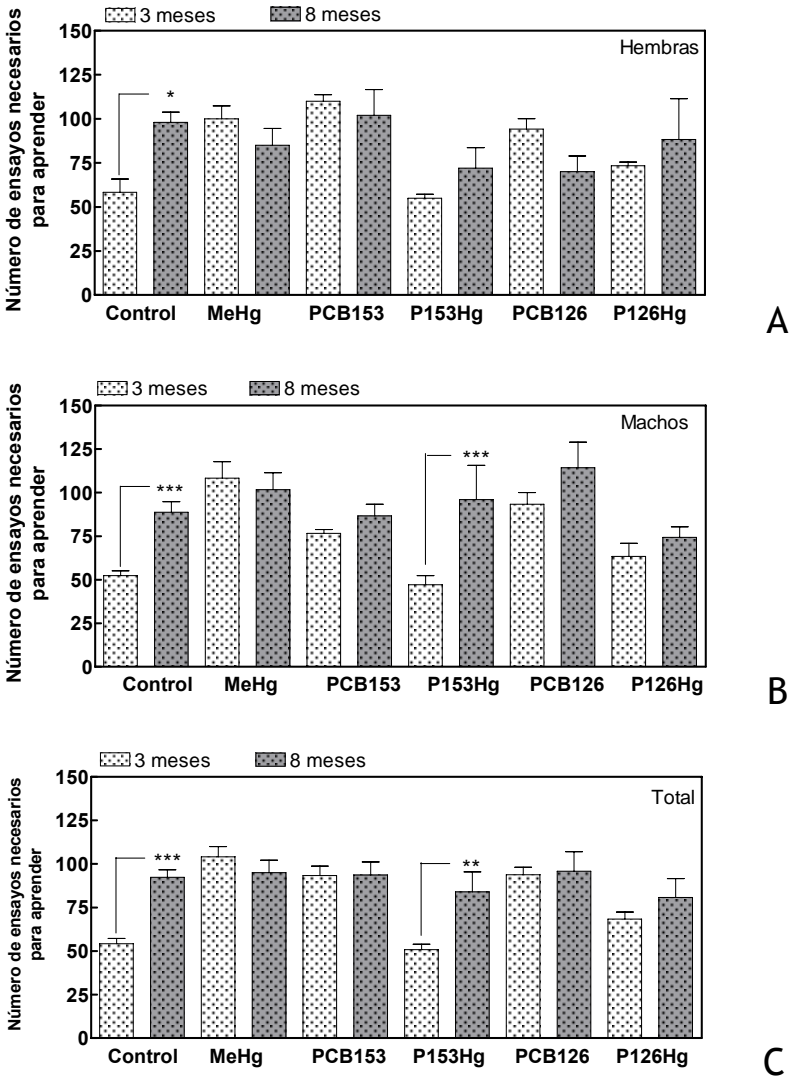 3 meses 8 meses
Número de ensayos necesarios
para aprender
150
125
100
75
50
25
0
Hembras
*
Control MeHg PCB153 P153Hg PCB126 P126Hg
A
3 meses 8 meses
Número de ensayos necesarios
para aprender
150
125
100
75
50
25
0
Machos
*** ***
Control MeHg PCB153 P153Hg PCB126 P126Hg
B
3 meses 8 meses
Número de ensayos necesarios
para aprender
150
125
100
75
50
25
0
Total
*** **
Control MeHg PCB153 P153Hg PCB126 P126Hg
C